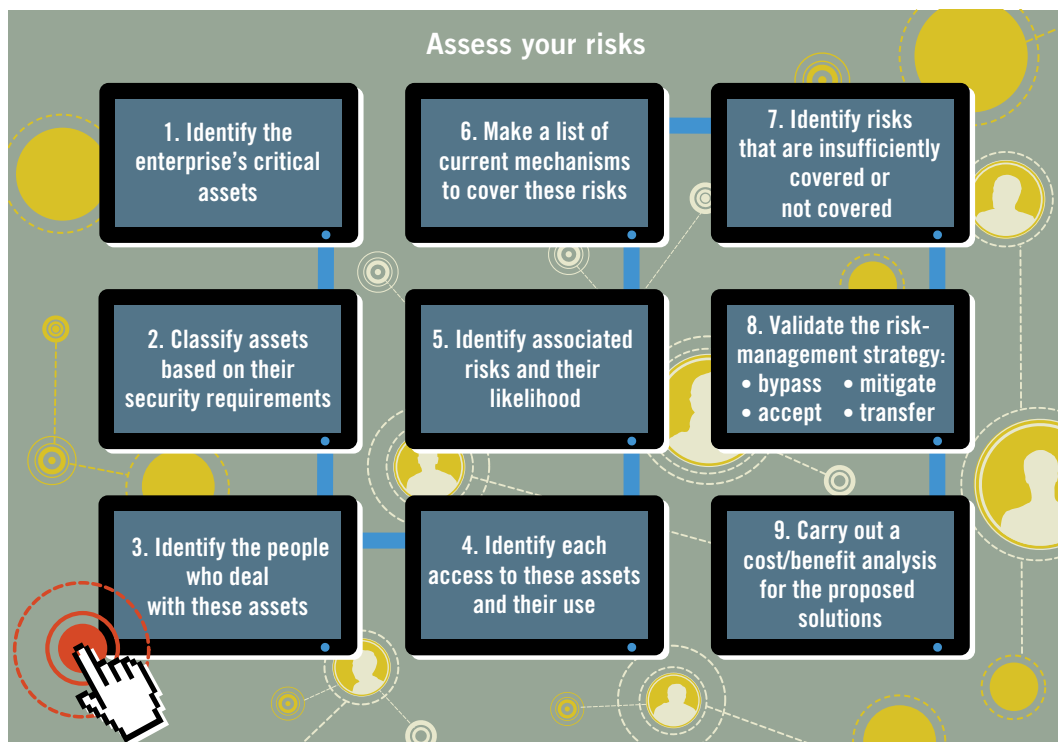 Assess your risks
1. Identify the
enterprise’s critical
assets
2. Classify assets
based on their
security requirements
3. Identify the people
who deal
with these assets
4. Identify each
access to these assets
and their use
5. Identify associated
risks and their
likelihood
6. Make a list of
current mechanisms
to cover these risks
7. Identify risks
that are insufficiently
covered or
not covered
8. Validate the risk-
management strategy:
• bypass • mitigate
• accept • transfer
9. Carry out a
cost/benefit analysis
for the proposed
solutions